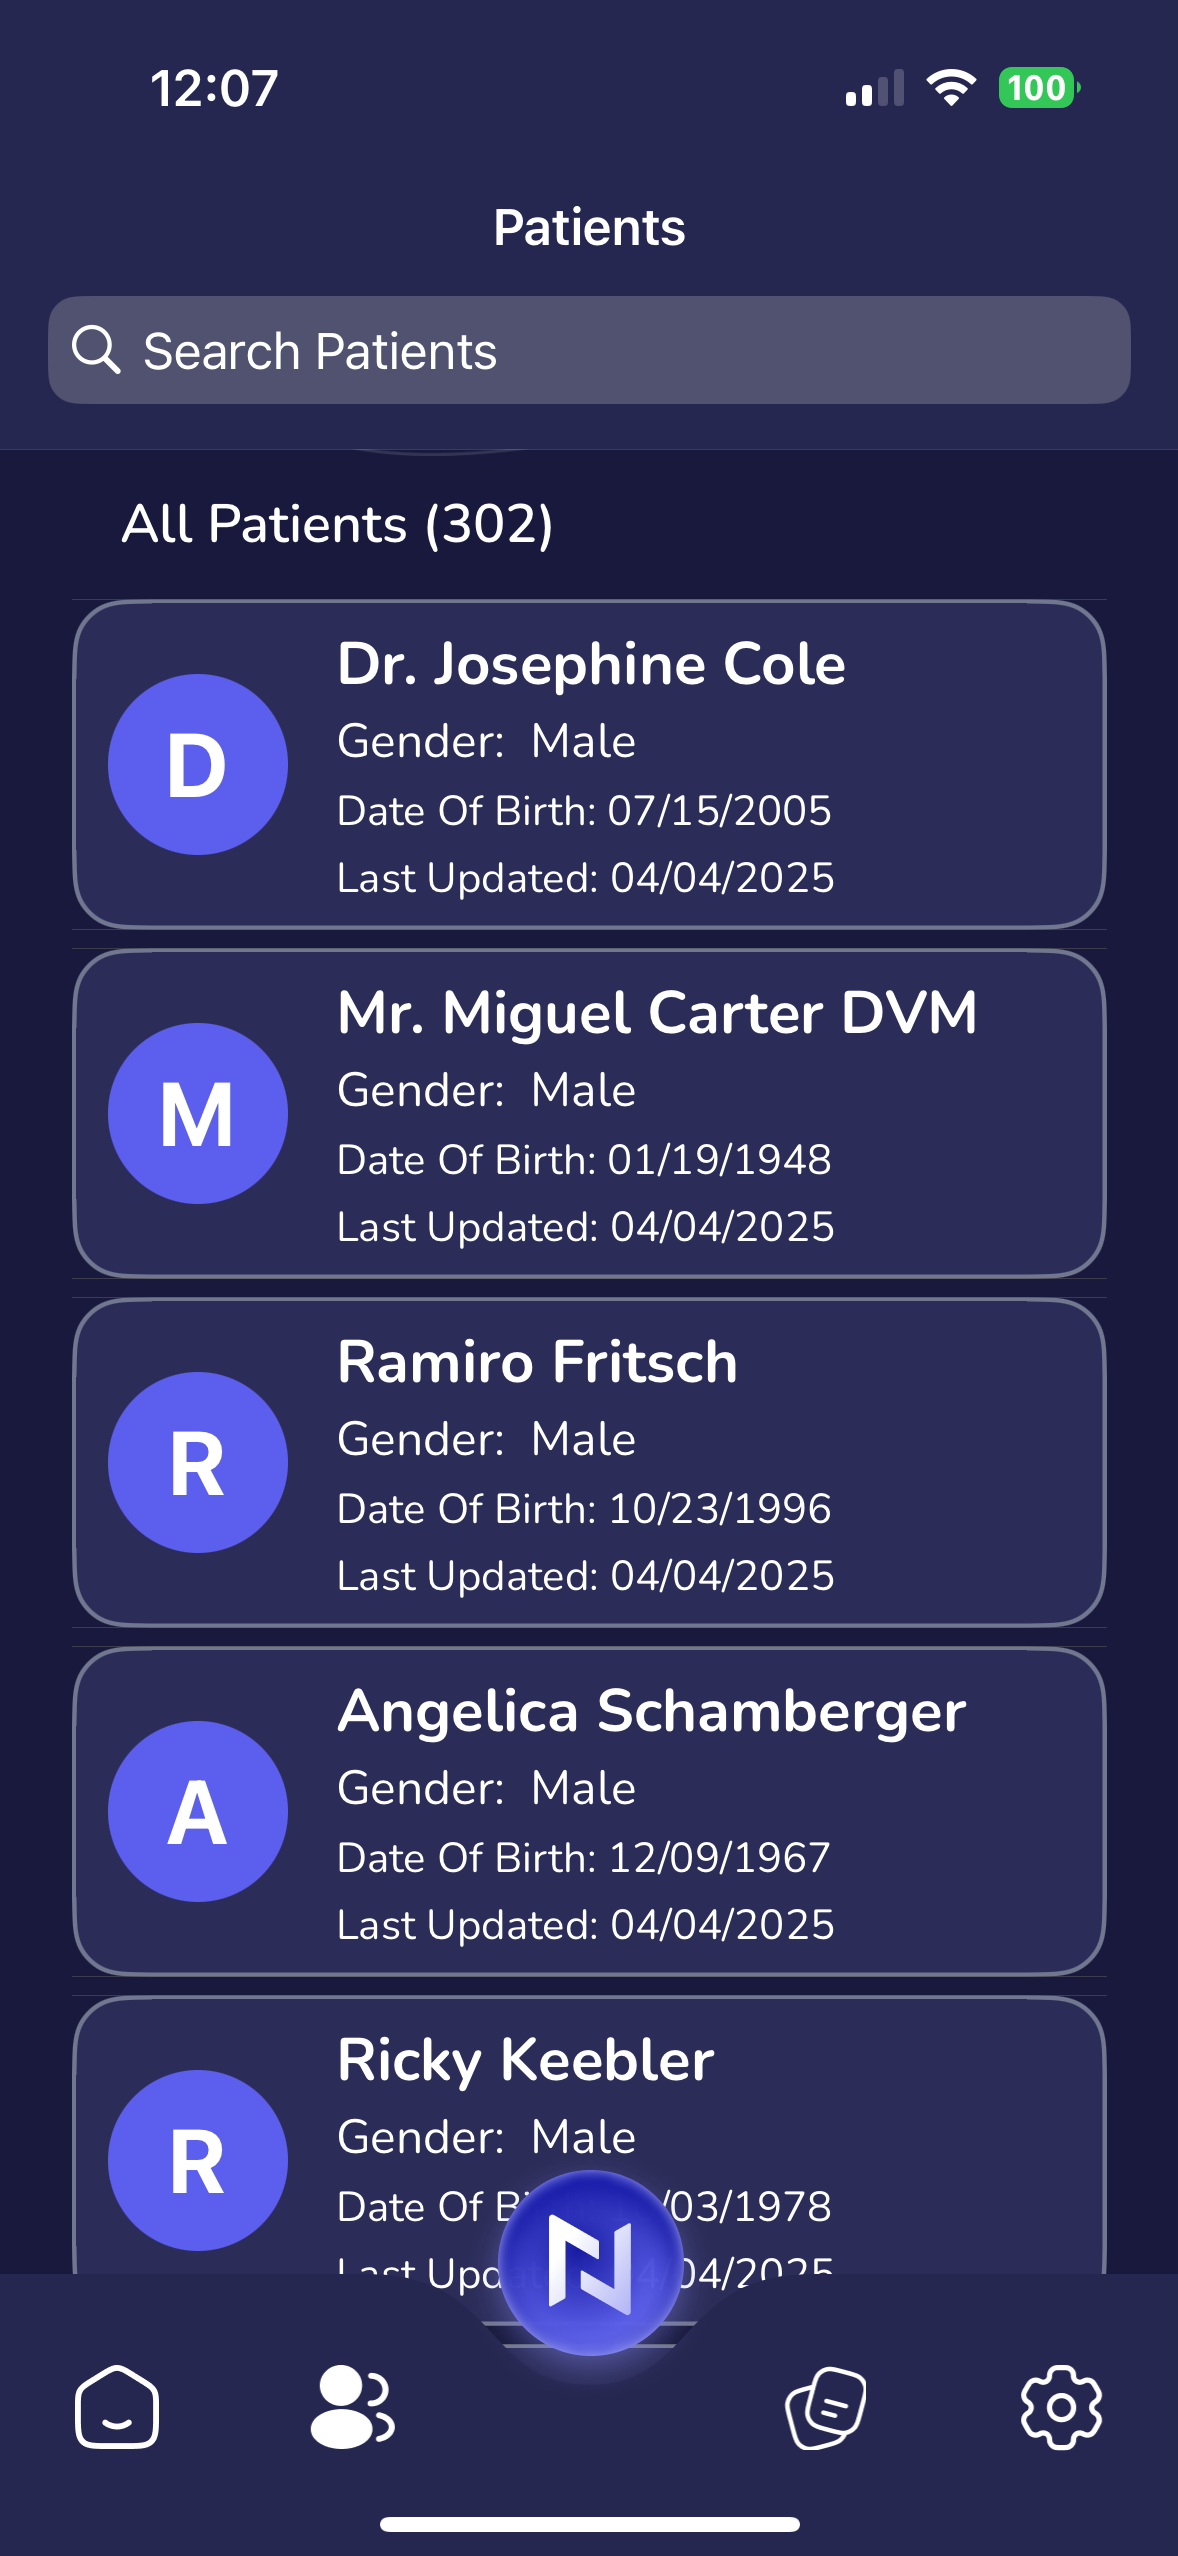 12:07
100
Patients
Search Patients
All Patients (302)
D
Dr. Josephine Cole
Gender: Male
Date Of Birth: 07/15/2005
Last Updated: 04/04/2025
M
Mr. Miguel Carter DVM
Gender: Male
Date Of Birth: 01/19/1948
Last Updated: 04/04/2025
R
Ramiro Fritsch
Gender: Male
Date Of Birth: 10/23/1996
Last Updated: 04/04/2025
A
Angelica Schamberger
Gender: Male
Date Of Birth: 12/09/1967
Last Updated: 04/04/2025
R
Ricky Keebler
Gender: Male
Date Of /03/1978
Last /04/2025
N